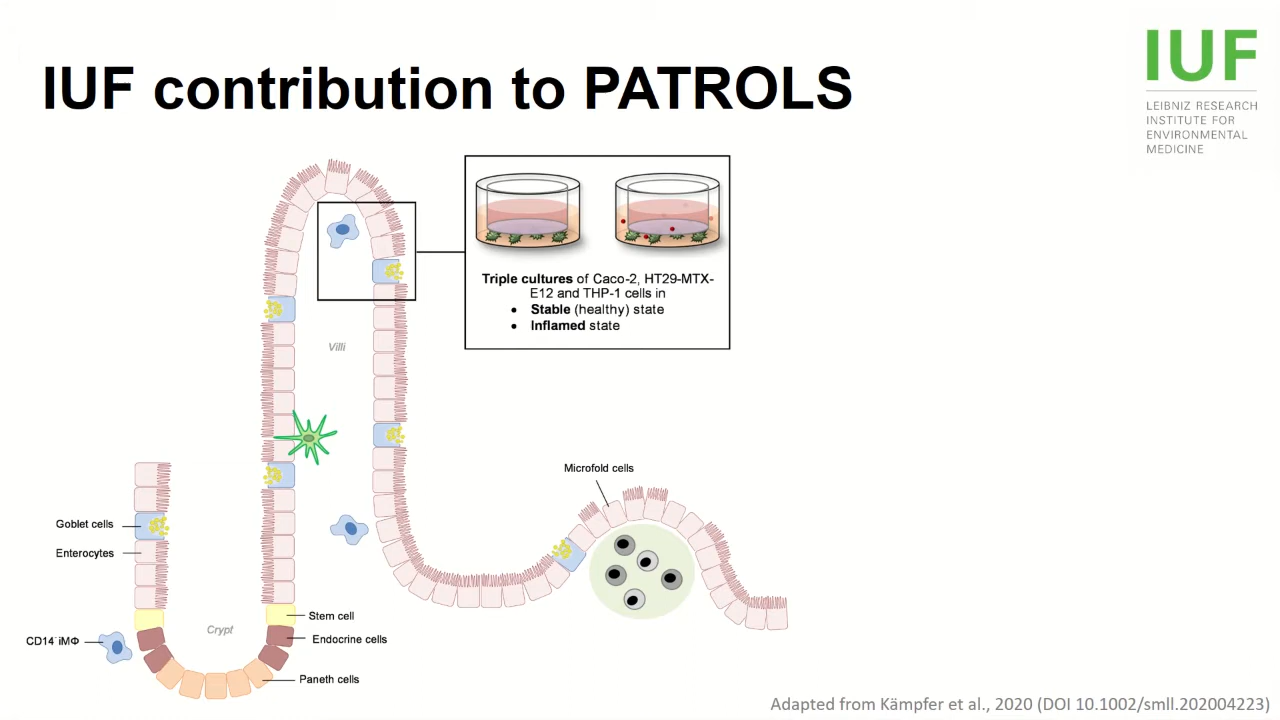 IUF contribution to PATROLS
IUF
LEIBNIZ RESEARCH
INSTITUTE FOR
ENVIRONMENTAL
MEDICINE
Triple cultures of Caco-2, HT29-MTX-
E12 and THP-1 cells in
• Stable (healthy) state
• Inflamed state
Villi
Microfold cells
Goblet cells
Enterocytes
Stem cell
Crypt
CD14⁻iMΦ
Endocrine cells
Paneth cells
Adapted from Kämpfer et al., 2020 (DOI 10.1002/smll.202004223)